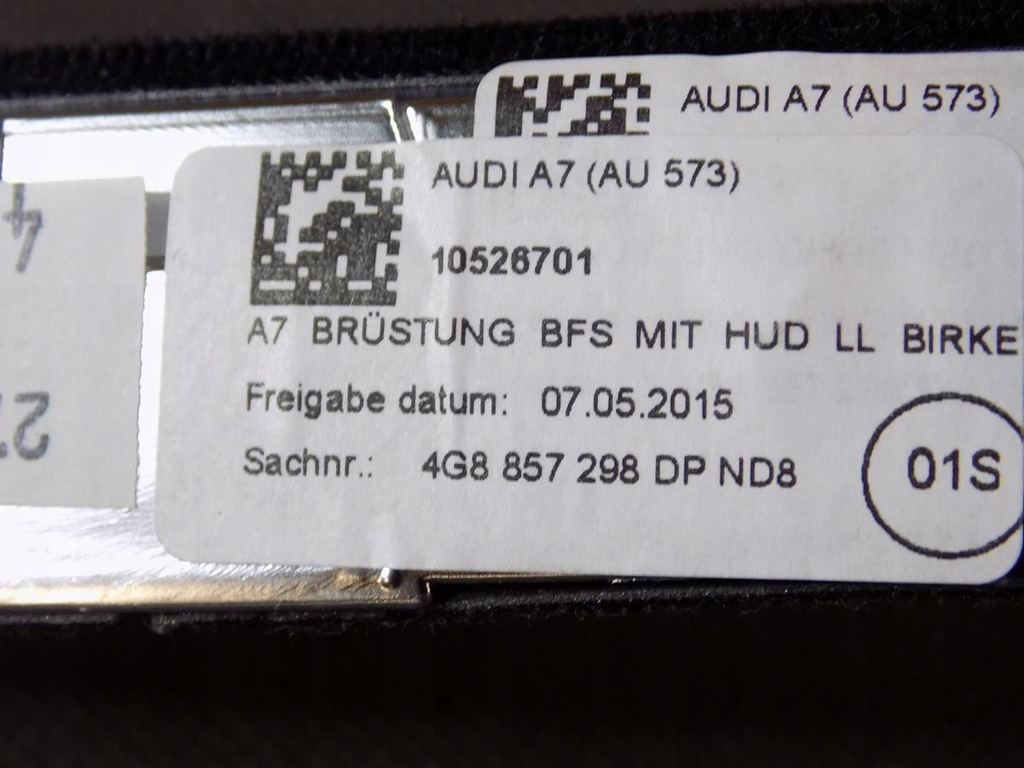 AUDI A7 (AU 573)
AUDI A7 (AU 573)
10526701
A7 BRÜSTUNG BFS MIT HUD LL BIRKE
Freigabe datum: 07.05.2015
Sachnr.: 4G8 857 298 DP ND8
01S
4